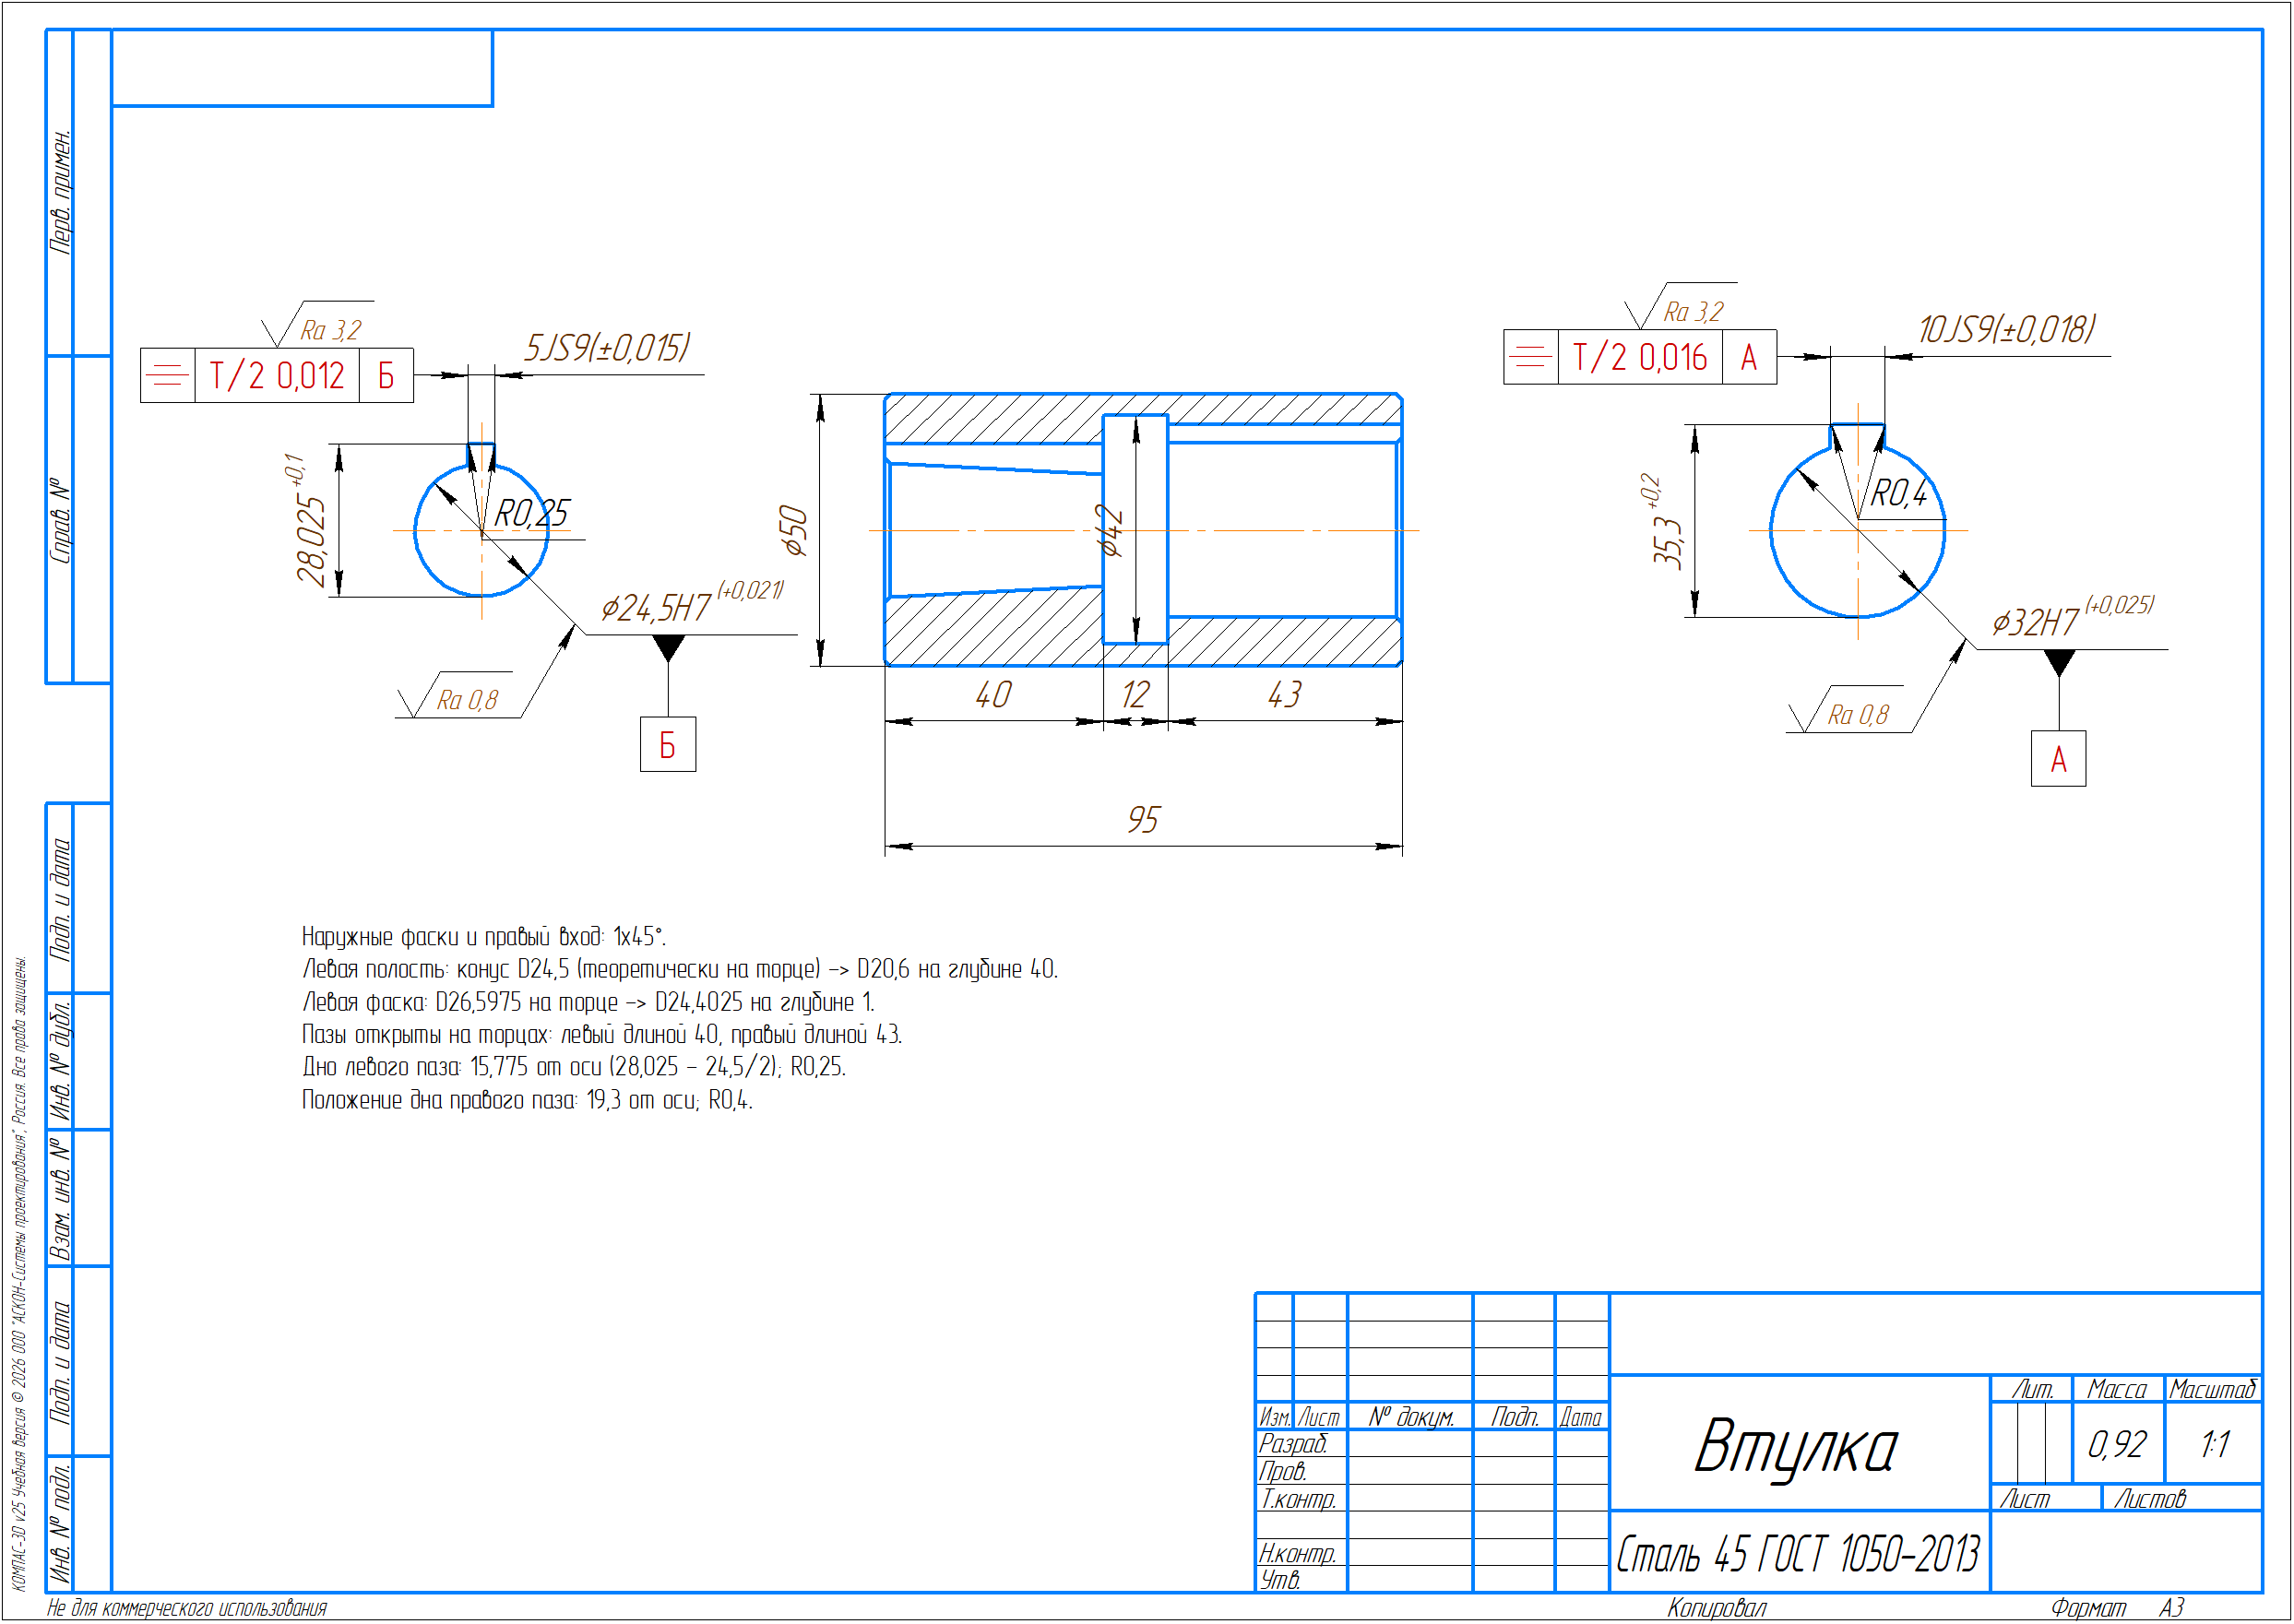 Перв. примен.
Справ. №
Подп. и дата
Инв. № дубл.
Взам. инв. №
Подп. и дата
Инв. № подл.
КОМПАС-3D v25 Учебная версия © 2026 ООО "АСКОН-Системы проектирования", Россия. Все права защищены.
Ra 3,2
T/2 0,012 Б
5JS9(±0,015)
28,025 +0,1
R0,25
⌀24,5H7 (+0,021)
Ra 0,8
Б
⌀50
⌀42
40 12 43
95
Ra 3,2
T/2 0,016 А
10JS9(±0,018)
35,3 +0,2
R0,4
⌀32H7 (+0,025)
Ra 0,8
А
Наружные фаски и правый вход: 1x45°.
Левая полость: конус D24,5 (теоретически на торце) -> D20,6 на глубине 40.
Левая фаска: D26,5975 на торце -> D24,4025 на глубине 1.
Пазы открыты на торцах: левый длиной 40, правый длиной 43.
Дно левого паза: 15,775 от оси (28,025 - 24,5/2); R0,25.
Положение дна правого паза: 19,3 от оси; R0,4.
Изм. Лист № докум. Подп. Дата
Разраб.
Пров.
Т.контр.
Н.контр.
Утв.
Втулка
Сталь 45 ГОСТ 1050-2013
Лит. Масса Масштаб
0,92 1:1
Лист Листов
Не для коммерческого использования
Копировал
Формат А3